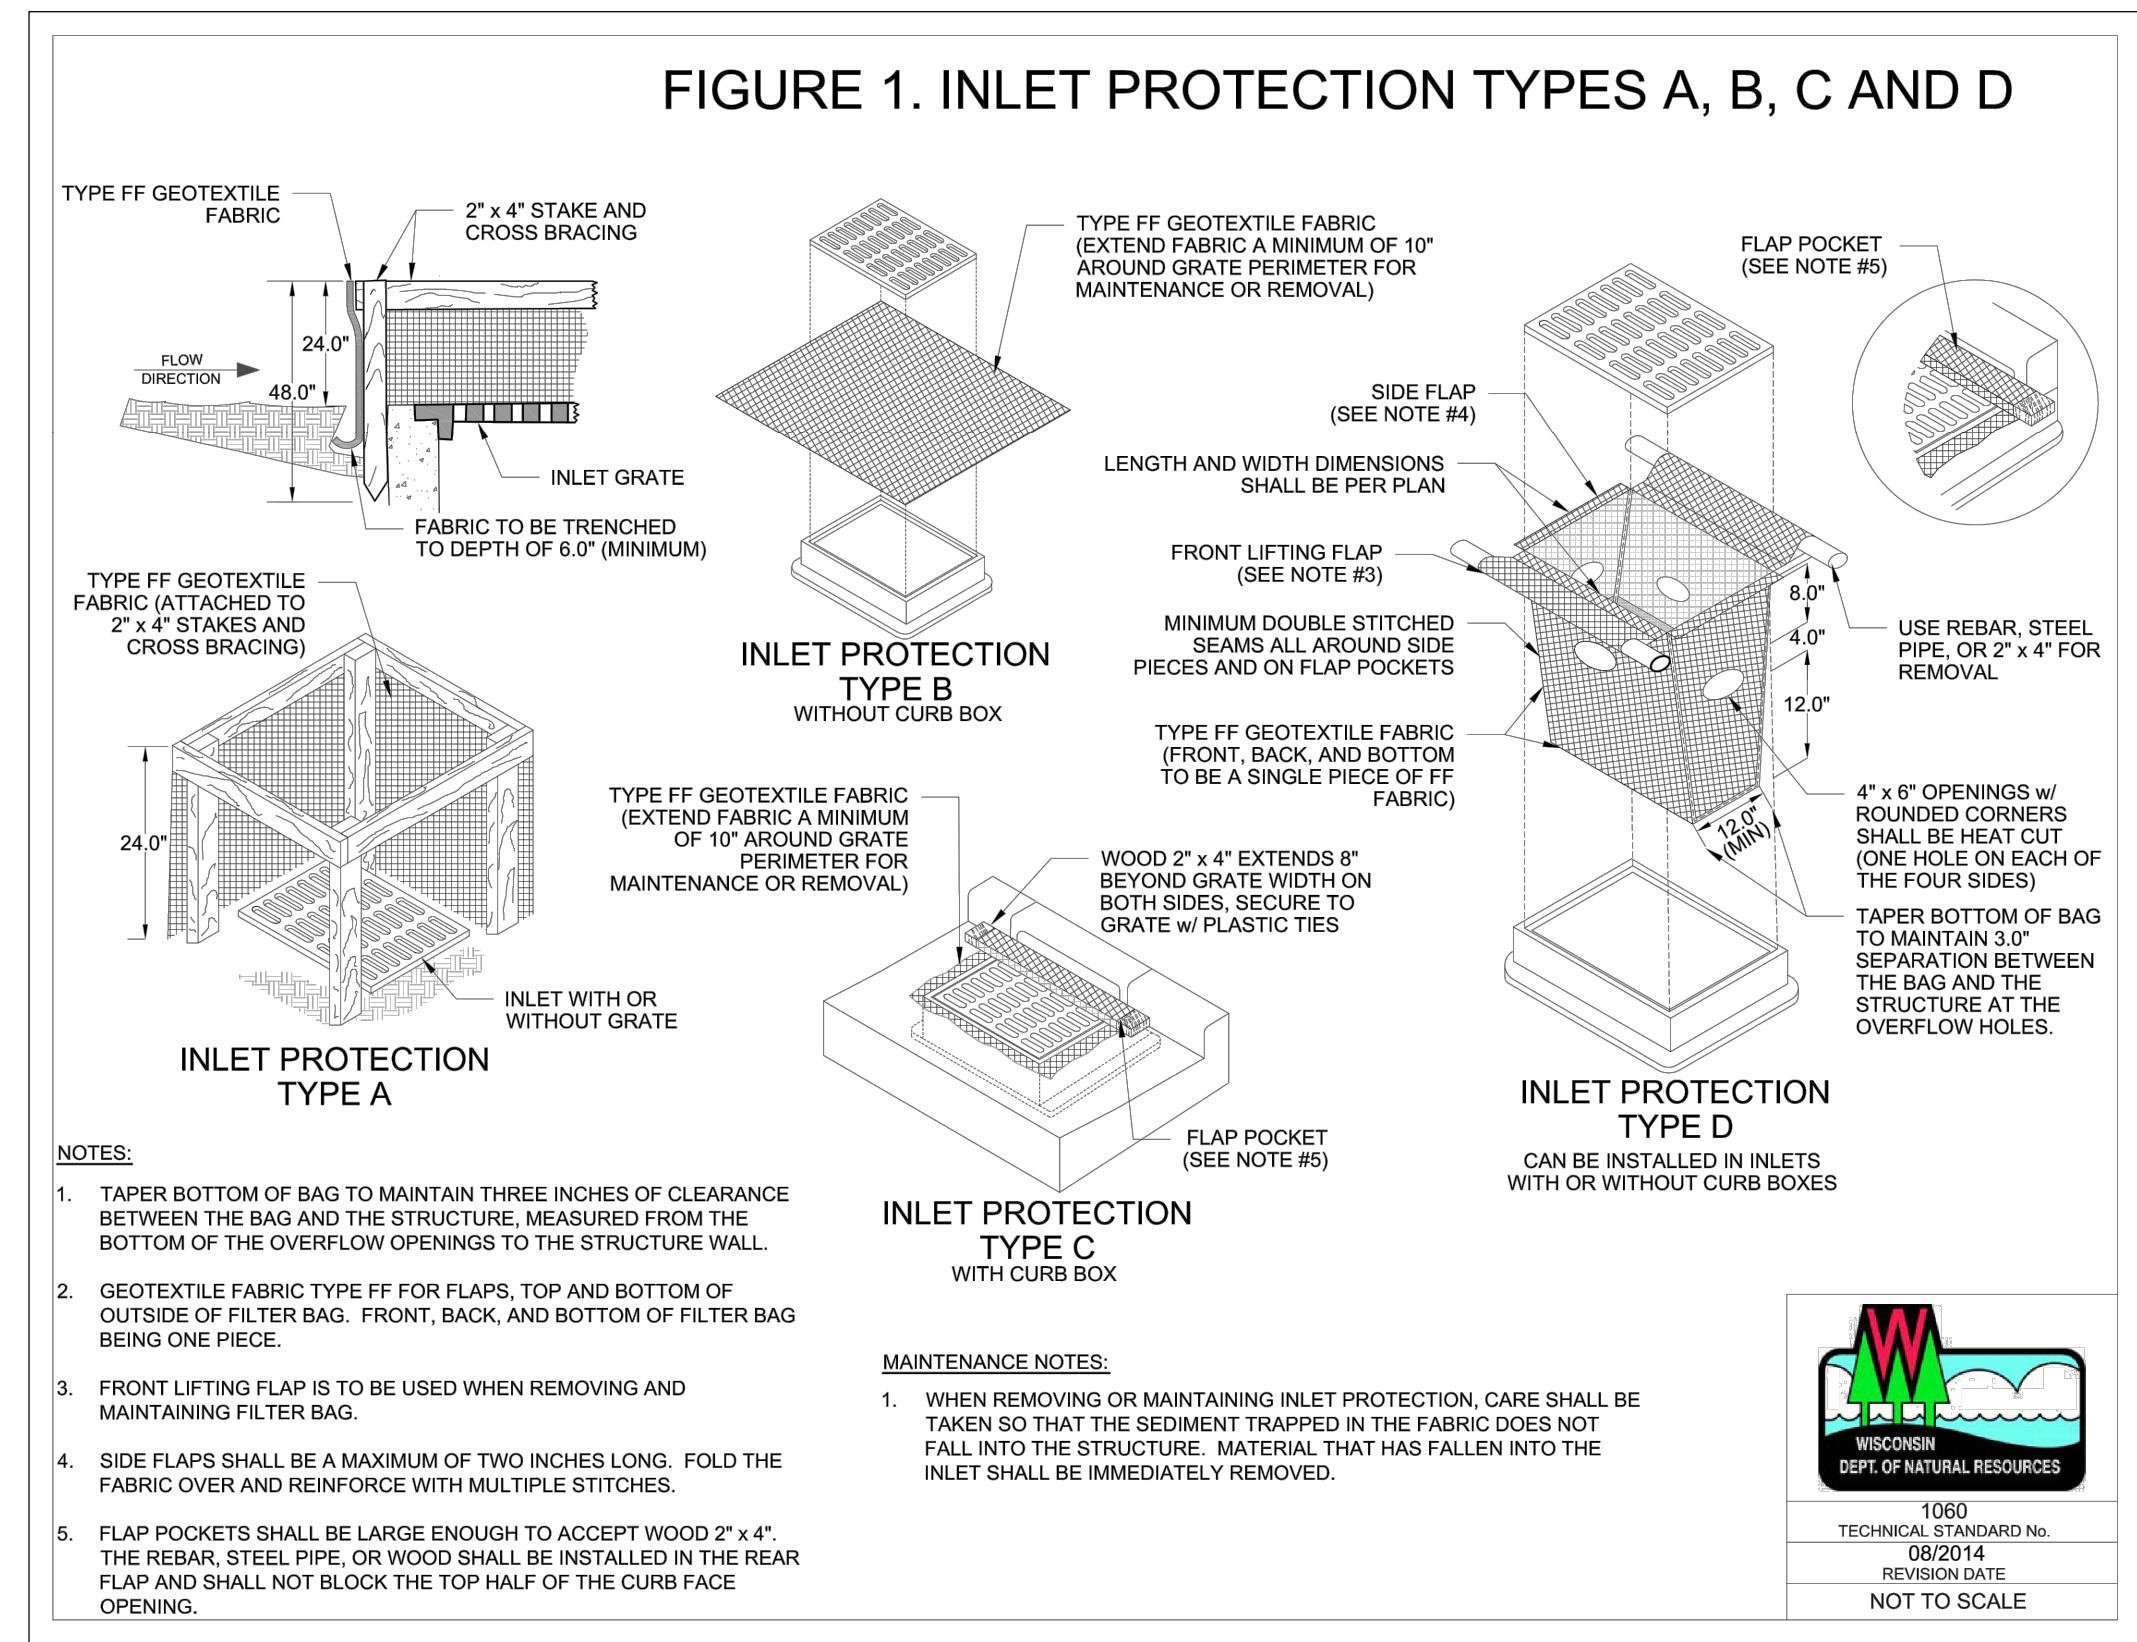 FIGURE 1. INLET PROTECTION TYPES A, B, C AND D
TYPE FF GEOTEXTILE
FABRIC
2" x 4" STAKE AND
CROSS BRACING
24.0"
48.0"
FLOW
DIRECTION
INLET GRATE
FABRIC TO BE TRENCHED
TO DEPTH OF 6.0" (MINIMUM)
TYPE FF GEOTEXTILE
FABRIC (ATTACHED TO
2" x 4" STAKES AND
CROSS BRACING)
24.0"
INLET WITH OR
WITHOUT GRATE
INLET PROTECTION
TYPE A
TYPE FF GEOTEXTILE FABRIC
(EXTEND FABRIC A MINIMUM OF 10"
AROUND GRATE PERIMETER FOR
MAINTENANCE OR REMOVAL)
INLET PROTECTION
TYPE B
WITHOUT CURB BOX
TYPE FF GEOTEXTILE FABRIC
(EXTEND FABRIC A MINIMUM
OF 10" AROUND GRATE
PERIMETER FOR
MAINTENANCE OR REMOVAL)
WOOD 2" x 4" EXTENDS 8"
BEYOND GRATE WIDTH ON
BOTH SIDES, SECURE TO
GRATE w/ PLASTIC TIES
FLAP POCKET
(SEE NOTE #5)
INLET PROTECTION
TYPE C
WITH CURB BOX
FLAP POCKET
(SEE NOTE #5)
SIDE FLAP
(SEE NOTE #4)
LENGTH AND WIDTH DIMENSIONS
SHALL BE PER PLAN
FRONT LIFTING FLAP
(SEE NOTE #3)
MINIMUM DOUBLE STITCHED
SEAMS ALL AROUND SIDE
PIECES AND ON FLAP POCKETS
TYPE FF GEOTEXTILE FABRIC
(FRONT, BACK, AND BOTTOM
TO BE A SINGLE PIECE OF FF
FABRIC)
8.0"
4.0"
12.0"
12.0"
(MIN)
USE REBAR, STEEL
PIPE, OR 2" x 4" FOR
REMOVAL
4" x 6" OPENINGS w/
ROUNDED CORNERS
SHALL BE HEAT CUT
(ONE HOLE ON EACH OF
THE FOUR SIDES)
TAPER BOTTOM OF BAG
TO MAINTAIN 3.0"
SEPARATION BETWEEN
THE BAG AND THE
STRUCTURE AT THE
OVERFLOW HOLES.
INLET PROTECTION
TYPE D
CAN BE INSTALLED IN INLETS
WITH OR WITHOUT CURB BOXES
NOTES:
1. TAPER BOTTOM OF BAG TO MAINTAIN THREE INCHES OF CLEARANCE
BETWEEN THE BAG AND THE STRUCTURE, MEASURED FROM THE
BOTTOM OF THE OVERFLOW OPENINGS TO THE STRUCTURE WALL.
2. GEOTEXTILE FABRIC TYPE FF FOR FLAPS, TOP AND BOTTOM OF
OUTSIDE OF FILTER BAG. FRONT, BACK, AND BOTTOM OF FILTER BAG
BEING ONE PIECE.
3. FRONT LIFTING FLAP IS TO BE USED WHEN REMOVING AND
MAINTAINING FILTER BAG.
4. SIDE FLAPS SHALL BE A MAXIMUM OF TWO INCHES LONG. FOLD THE
FABRIC OVER AND REINFORCE WITH MULTIPLE STITCHES.
5. FLAP POCKETS SHALL BE LARGE ENOUGH TO ACCEPT WOOD 2" x 4".
THE REBAR, STEEL PIPE, OR WOOD SHALL BE INSTALLED IN THE REAR
FLAP AND SHALL NOT BLOCK THE TOP HALF OF THE CURB FACE
OPENING.
MAINTENANCE NOTES:
1. WHEN REMOVING OR MAINTAINING INLET PROTECTION, CARE SHALL BE
TAKEN SO THAT THE SEDIMENT TRAPPED IN THE FABRIC DOES NOT
FALL INTO THE STRUCTURE. MATERIAL THAT HAS FALLEN INTO THE
INLET SHALL BE IMMEDIATELY REMOVED.
W
WISCONSIN
DEPT. OF NATURAL RESOURCES
1060
TECHNICAL STANDARD No.
08/2014
REVISION DATE
NOT TO SCALE